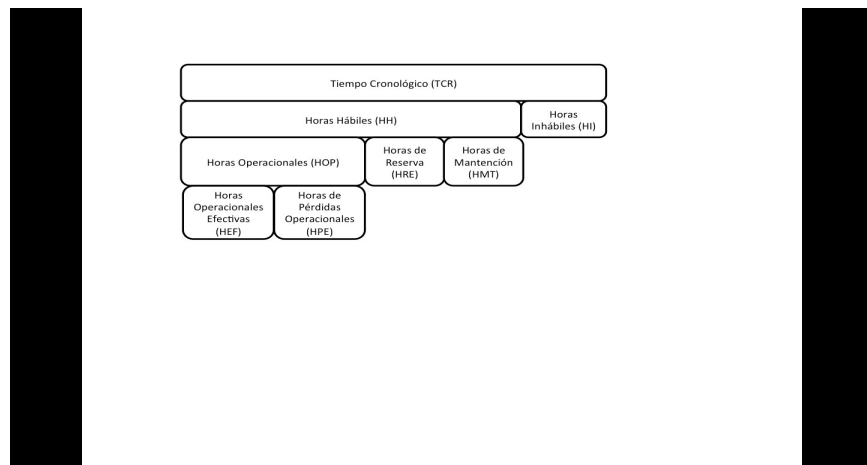 Tiempo Cronológico (TCR)
Horas Hábiles (HH)
Horas
Inhábiles (HI)
Horas Operacionales (HOP)
Horas de
Reserva
(HRE)
Horas de
Mantención
(HMT)
Horas
Operacionales
Efectivas
(HEF)
Horas de
Pérdidas
Operacionales
(HPE)